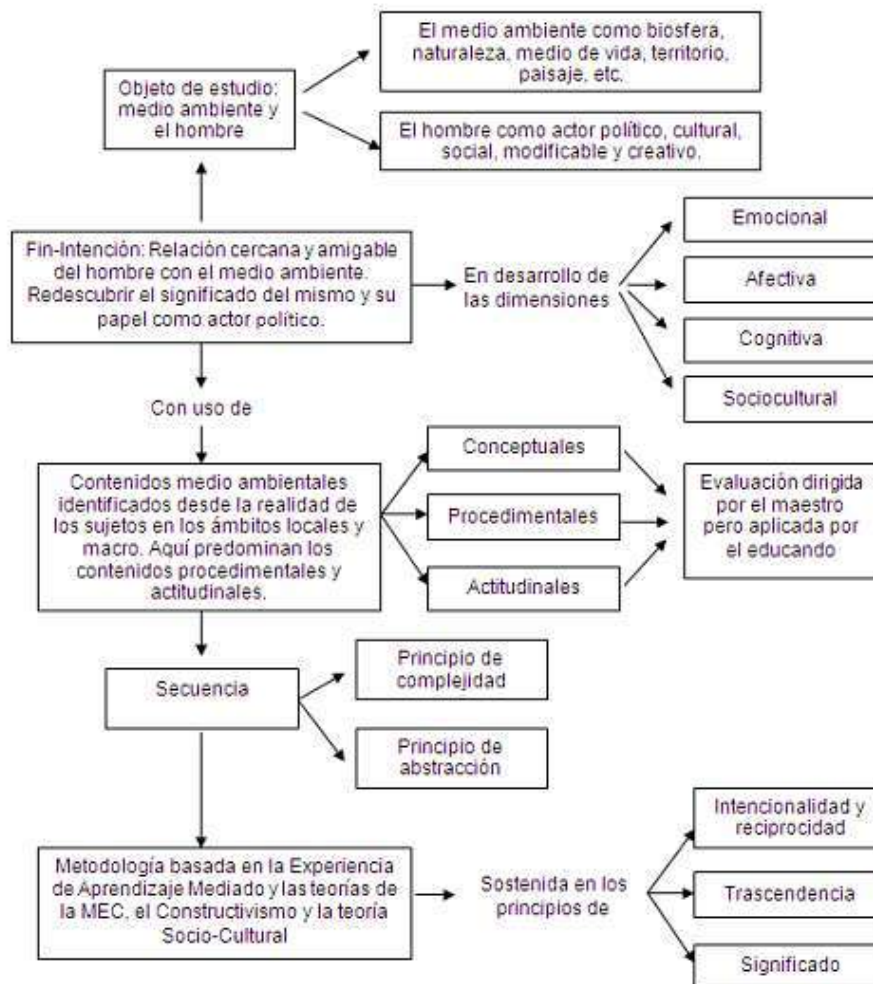 El medio ambiente como biosfera,
naturaleza, medio de vida, territorio,
paisaje, etc.
Objeto de estudio:
medio ambiente y
el hombre
El hombre como actor político, cultural,
social, modificable y creativo.
Fin-Intención: Relación cercana y amigable
del hombre con el medio ambiente.
Redescubrir el significado del mismo y su
papel como actor político.
En desarrollo de
las dimensiones
Emocional
Afectiva
Cognitiva
Sociocultural
Con uso de
Contenidos medio ambientales
identificados desde la realidad de
los sujetos en los ámbitos locales y
macro. Aquí predominan los
contenidos procedimentales y
actitudinales.
Conceptuales
Procedimentales
Actitudinales
Evaluación dirigida
por el maestro
pero aplicada por
el educando
Secuencia
Principio de
complejidad
Principio de
abstracción
Metodología basada en la Experiencia
de Aprendizaje Mediado y las teorías de
la MEC, el Constructivismo y la teoría
Socio-Cultural
Sostenida en los
principios de
Intencionalidad y
reciprocidad
Trascendencia
Significado